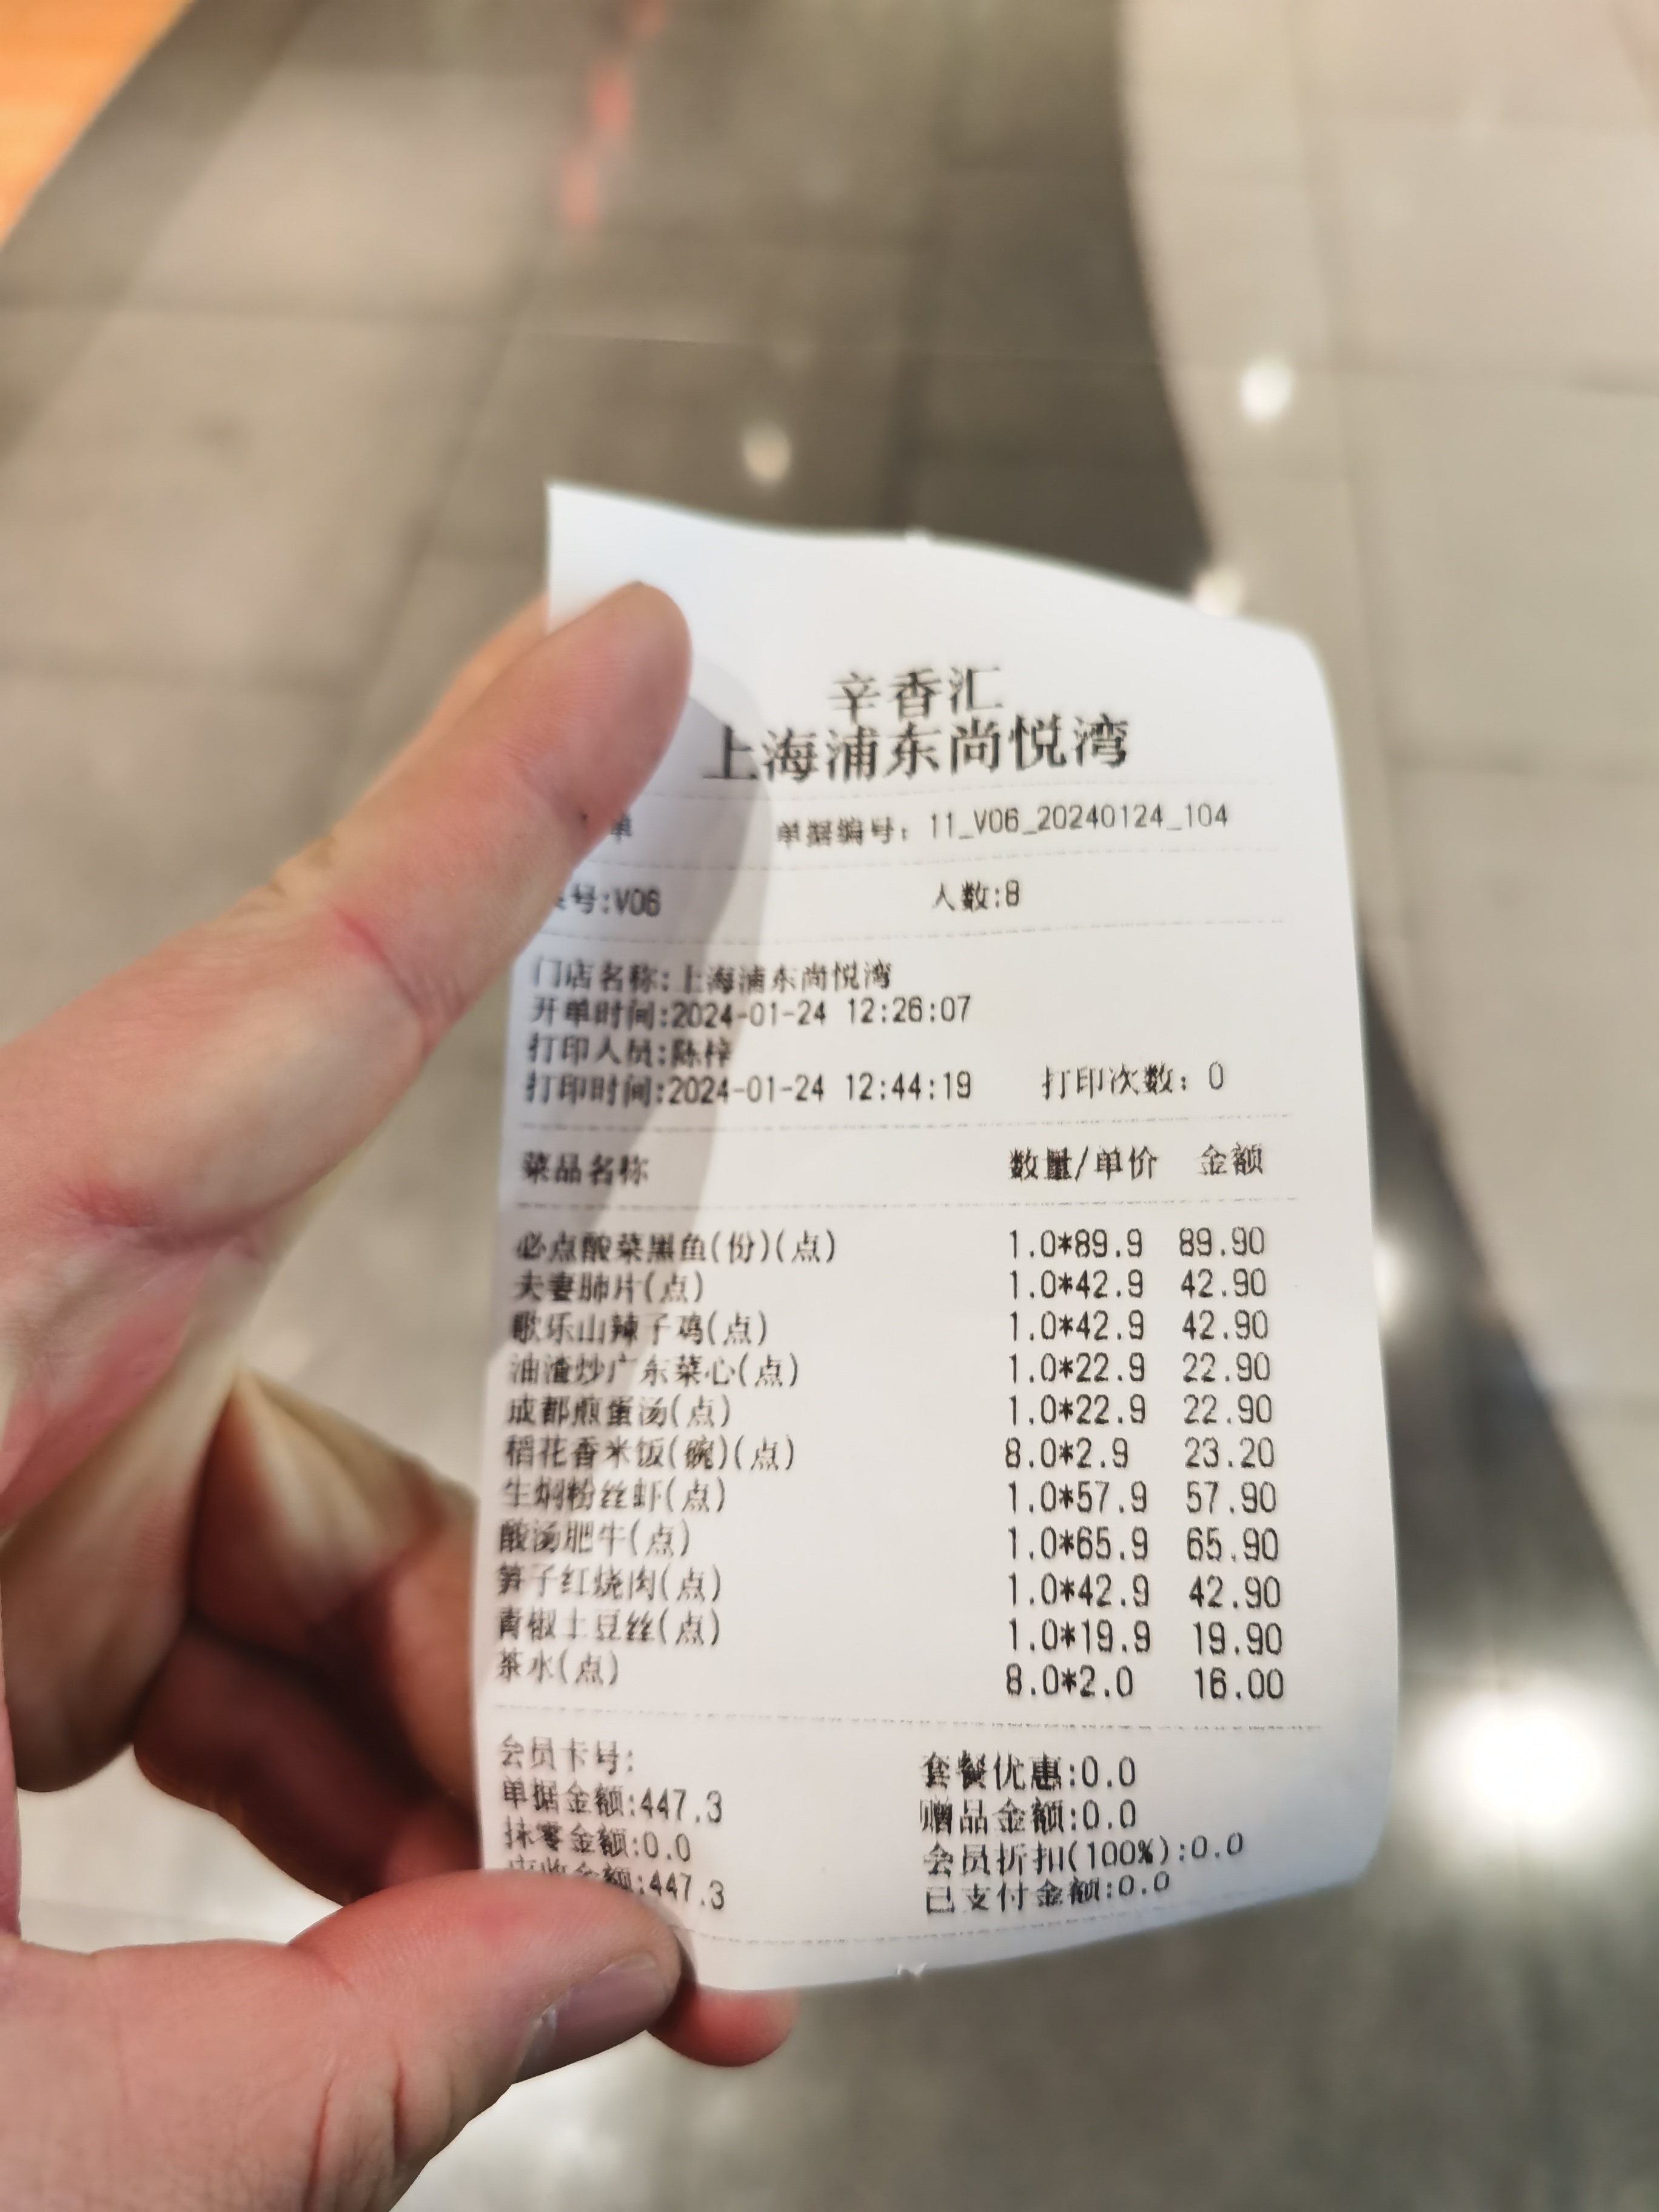 辛香汇
上海浦东尚悦湾
单 单据编号: 11_V06_20240124_104
号:V06 人数:8
门店名称:上海浦东尚悦湾
开单时间:2024-01-24 12:26:07
打印人员:陈梓
打印时间:2024-01-24 12:44:19 打印次数: 0
菜品名称 数量/单价 金额
必点酸菜黑鱼(份)(点) 1.0*89.9 89.90
夫妻肺片(点) 1.0*42.9 42.90
歌乐山辣子鸡(点) 1.0*42.9 42.90
油渣炒广东菜心(点) 1.0*22.9 22.90
成都煎蛋汤(点) 1.0*22.9 22.90
稻花香米饭(碗)(点) 8.0*2.9 23.20
生焖粉丝虾(点) 1.0*57.9 57.90
酸汤肥牛(点) 1.0*65.9 65.90
笋子红烧肉(点) 1.0*42.9 42.90
青椒土豆丝(点) 1.0*19.9 19.90
茶水(点) 8.0*2.0 16.00
会员卡号: 套餐优惠:0.0
单据金额:447.3 赠品金额:0.0
抹零金额:0.0 会员折扣(100%):0.0
应收金额:447.3 已支付金额:0.0